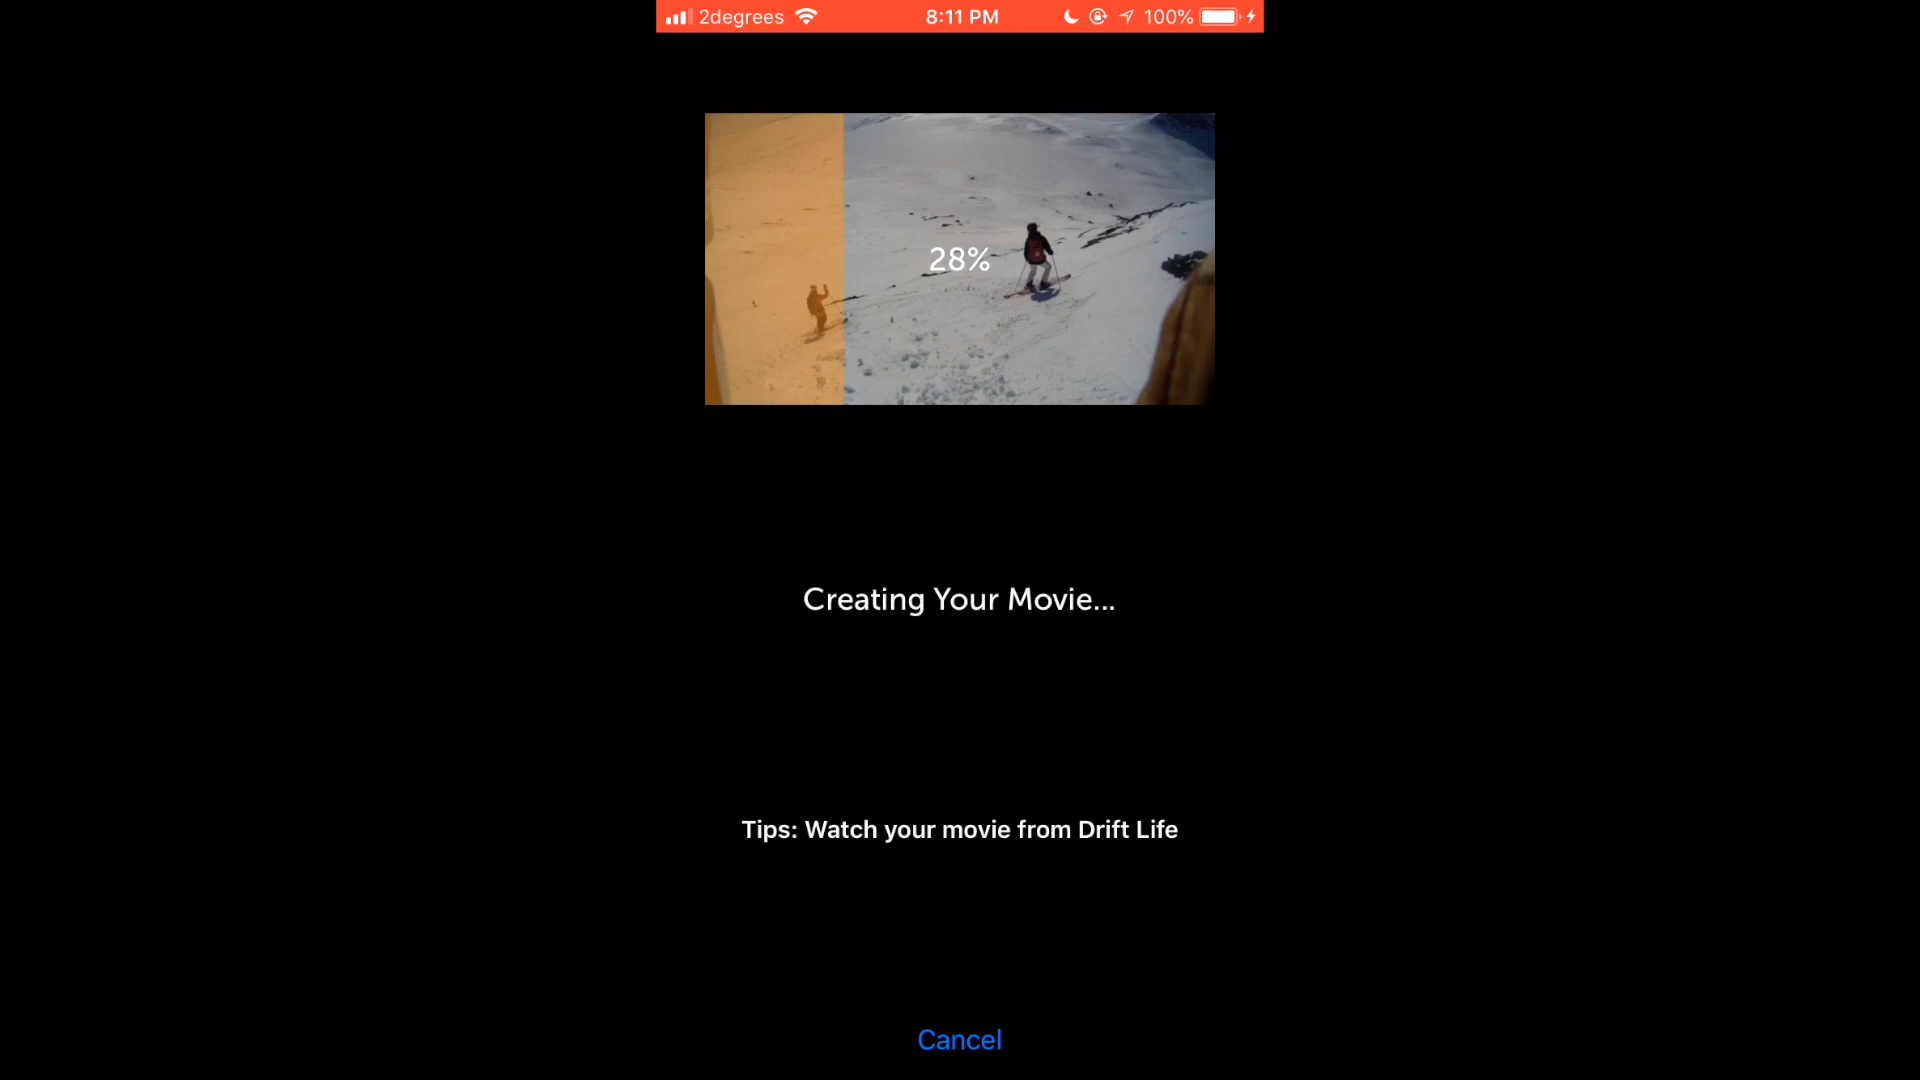 2degrees 8:11 PM 100%
28%
Creating Your Movie...
Tips: Watch your movie from Drift Life
Cancel